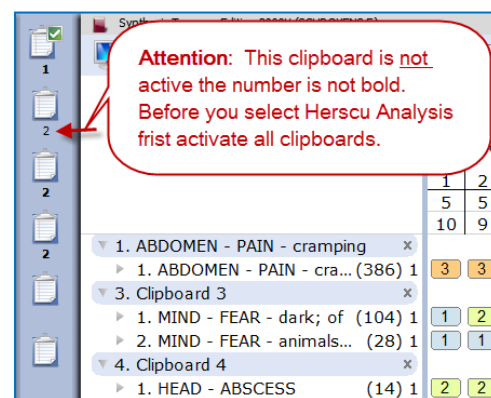 1
2
2
2
Attention: This clipboard is not
active the number is not bold.
Before you select Herscu Analysis
frist activate all clipboards.
1 2
5 5
10 9
1. ABDOMEN - PAIN - cramping x
1. ABDOMEN - PAIN - cra... (386) 1 3 3
3. Clipboard 3 x
1. MIND - FEAR - dark; of (104) 1 1 2
2. MIND - FEAR - animals... (28) 1 1 1
4. Clipboard 4 x
1. HEAD - ABSCESS (14) 1 2 2